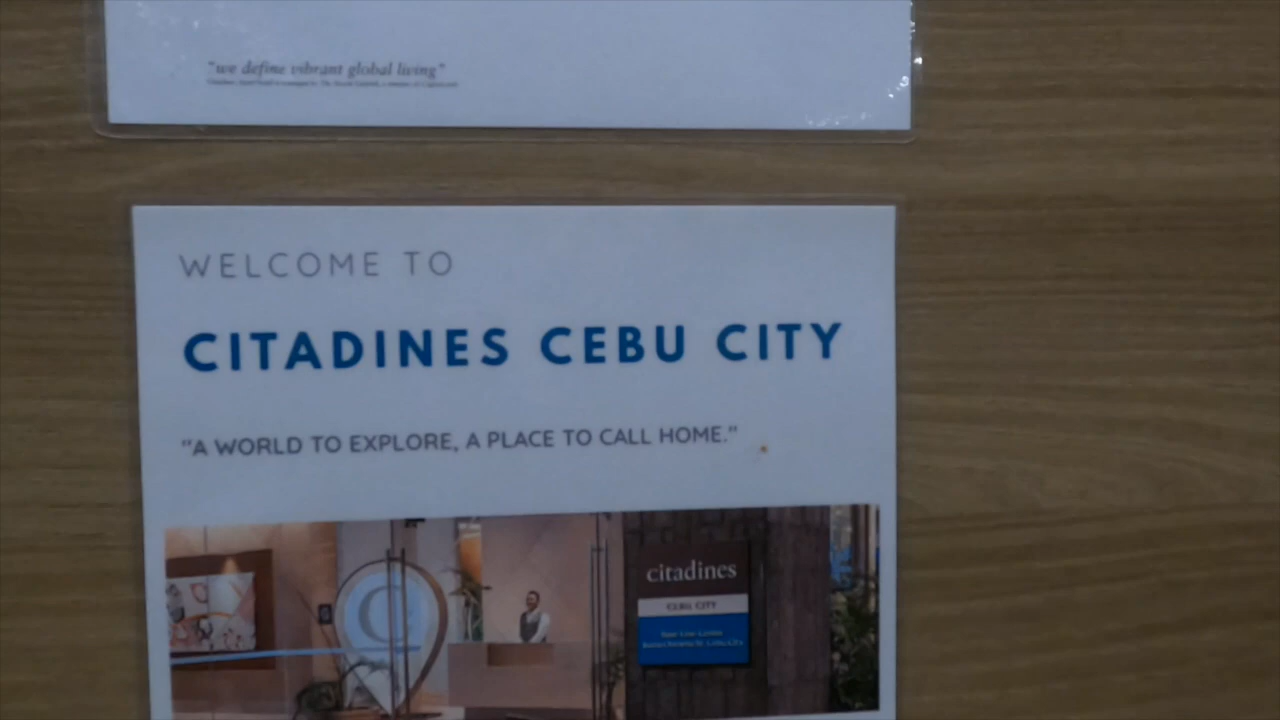 "we define vibrant global living"
WELCOME TO
CITADINES CEBU CITY
"A WORLD TO EXPLORE, A PLACE TO CALL HOME."
citadines
CEBU CITY